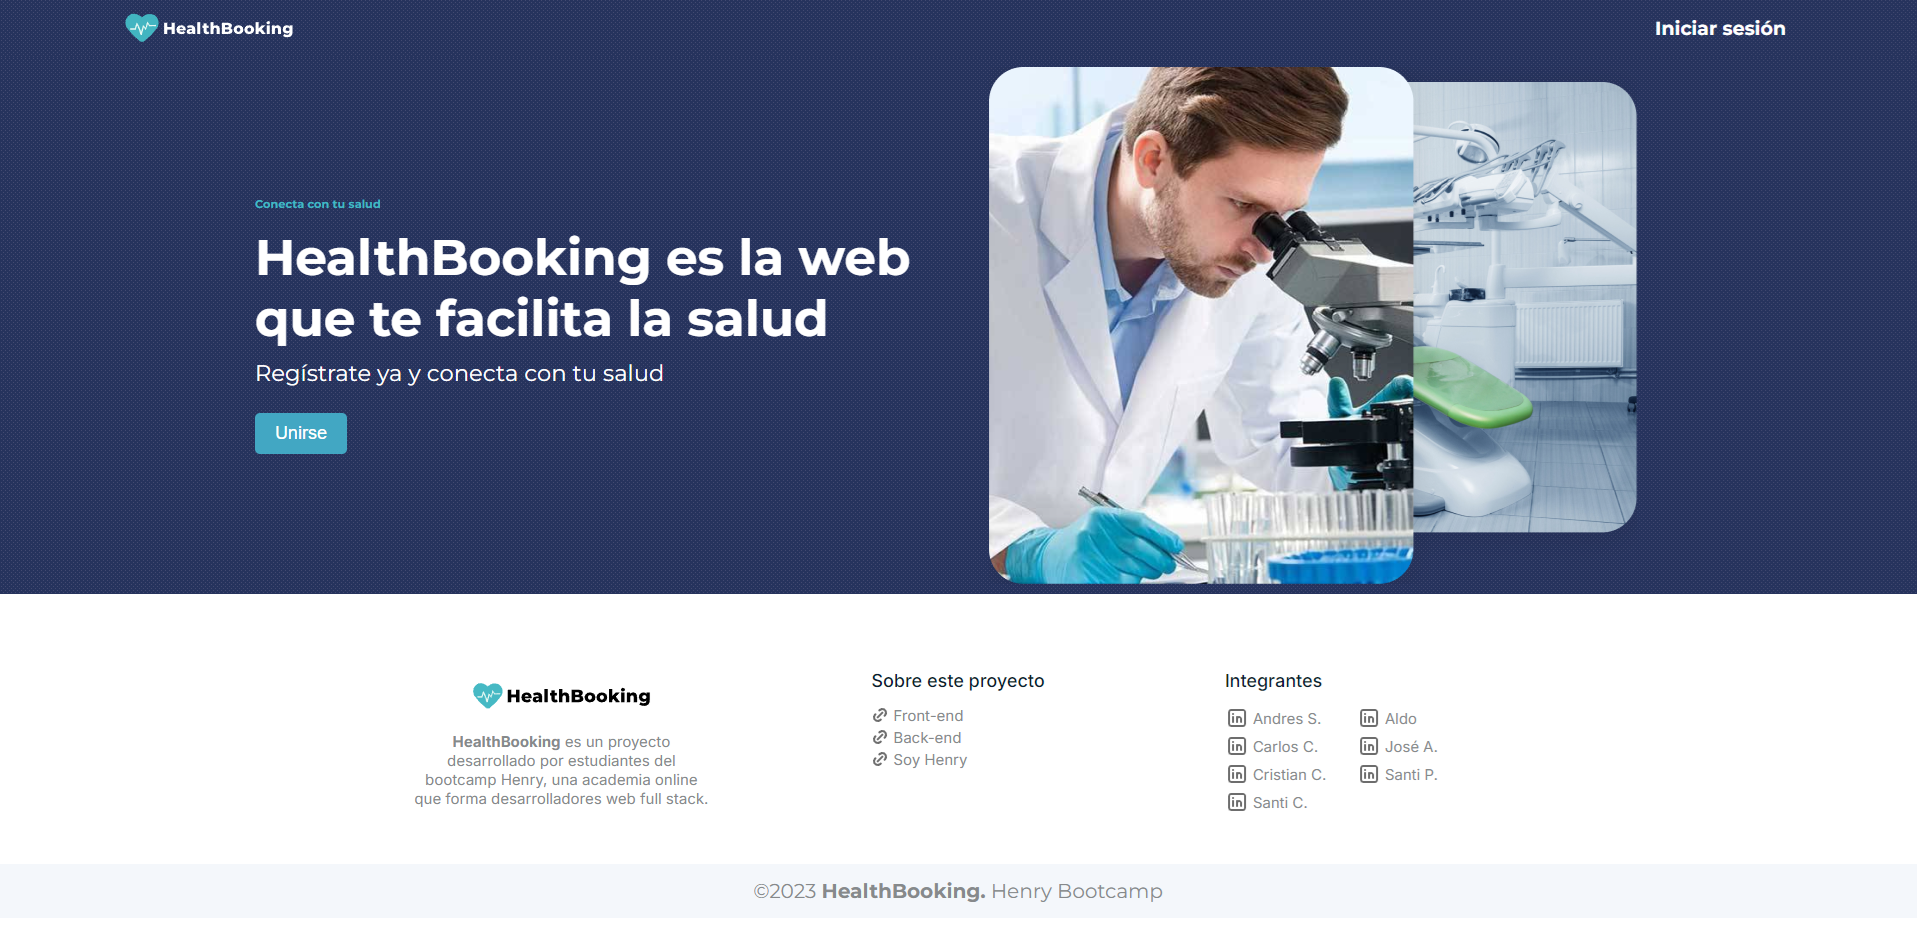 HealthBooking
Iniciar sesión
Conecta con tu salud
HealthBooking es la web
que te facilita la salud
Regístrate ya y conecta con tu salud
Unirse
HealthBooking
HealthBooking es un proyecto
desarrollado por estudiantes del
bootcamp Henry, una academia online
que forma desarrolladores web full stack.
Sobre este proyecto
Front-end
Back-end
Soy Henry
Integrantes
Andres S.
Carlos C.
Cristian C.
Santi C.
Aldo
José A.
Santi P.
©2023 HealthBooking. Henry Bootcamp